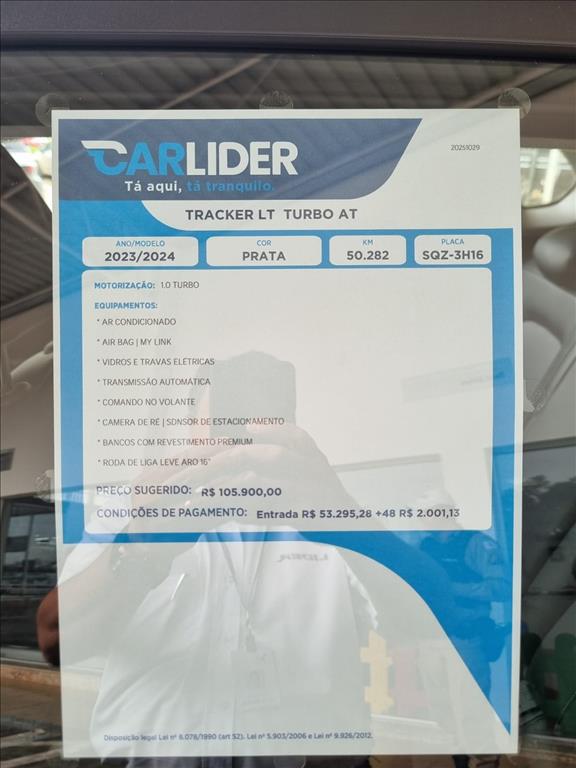 CARLIDER
Tá aqui, tá tranquilo.
20251029
TRACKER LT TURBO AT
ANO/MODELO
2023/2024
COR
PRATA
KM
50.282
PLACA
SQZ-3H16
MOTORIZAÇÃO: 1.0 TURBO
EQUIPAMENTOS:
* AR CONDICIONADO
* AIR BAG | MY LINK
* VIDROS E TRAVAS ELÉTRICAS
* TRANSMISSÃO AUTOMÁTICA
* COMANDO NO VOLANTE
* CAMERA DE RÉ | SDNSOR DE ESTACIONAMENTO
* BANCOS COM REVESTIMENTO PREMIUM
* RODA DE LIGA LEVE ARO 16"
PREÇO SUGERIDO: R$ 105.900,00
CONDIÇÕES DE PAGAMENTO: Entrada R$ 53.295,28 +48 R$ 2.001,13
Disposição legal Lei nº 8.078/1990 (art 52). Lei nº 5.903/2006 e Lei nº 9.926/2012.